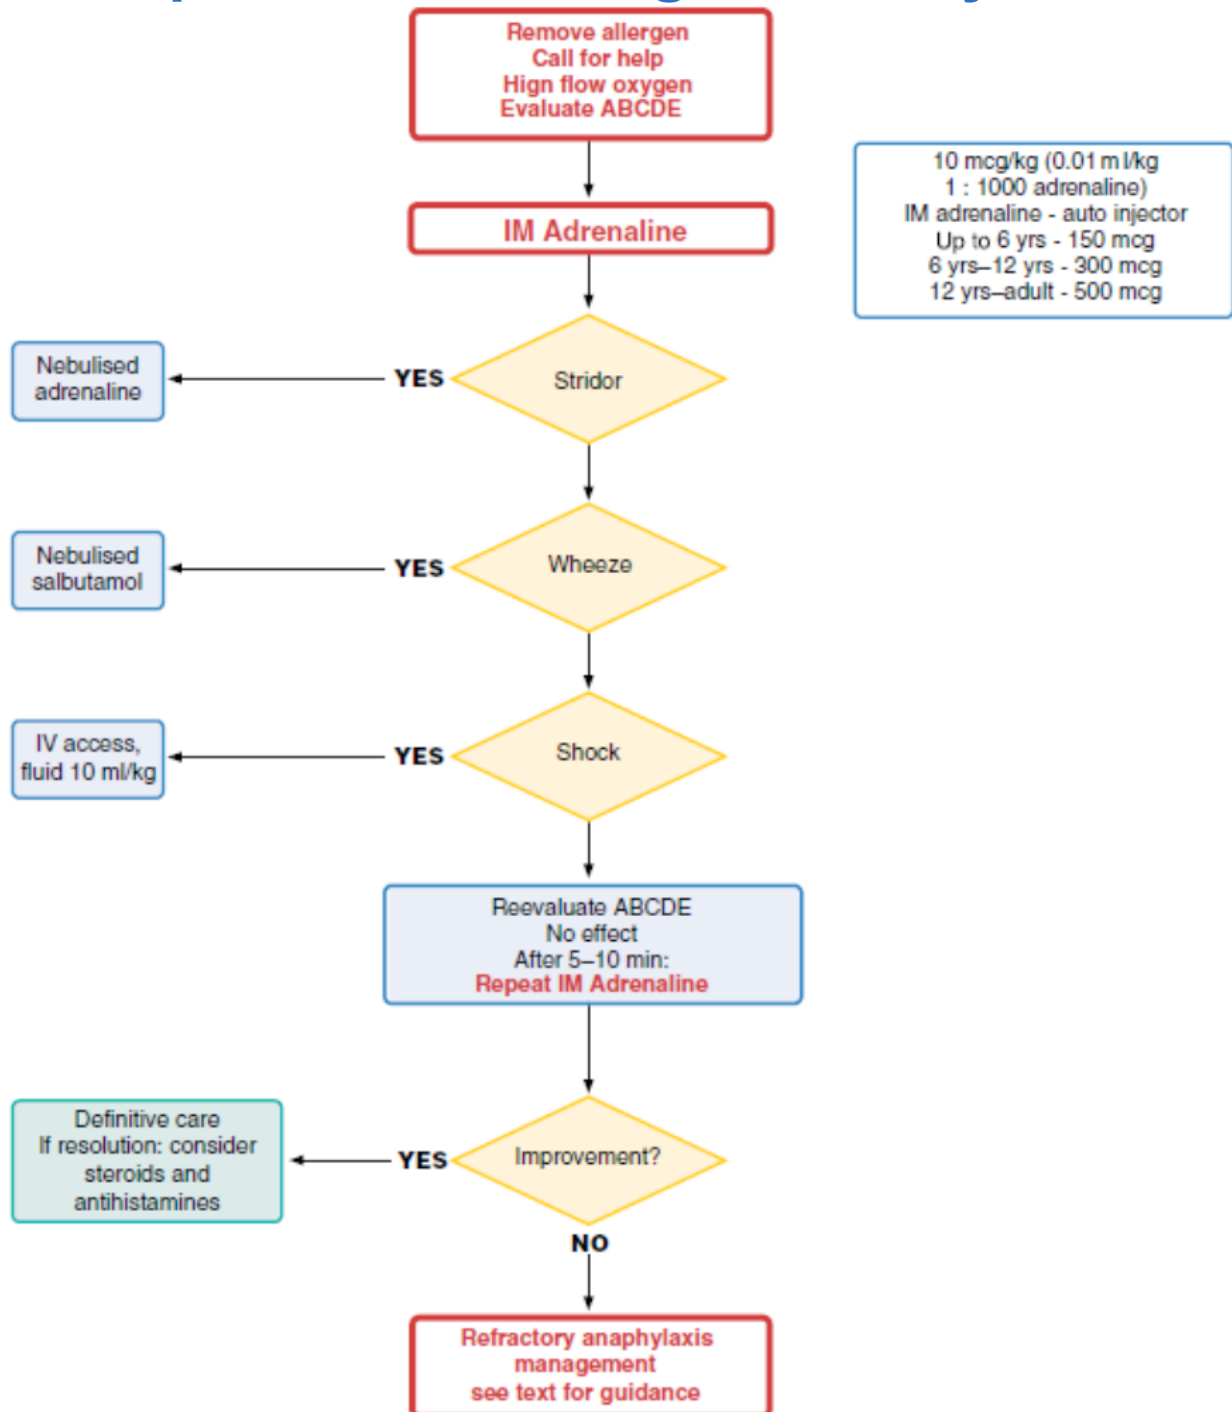 Remove allergen
Call for help
Hign flow oxygen
Evaluate ABCDE
10 mcg/kg (0.01 ml/kg
1 : 1000 adrenaline)
IM adrenaline - auto injector
Up to 6 yrs - 150 mcg
6 yrs–12 yrs - 300 mcg
12 yrs–adult - 500 mcg
IM Adrenaline
Stridor
YES
Nebulised
adrenaline
Wheeze
YES
Nebulised
salbutamol
Shock
YES
IV access,
fluid 10 ml/kg
Reevaluate ABCDE
No effect
After 5–10 min:
Repeat IM Adrenaline
Improvement?
YES
Definitive care
If resolution: consider
steroids and
antihistamines
NO
Refractory anaphylaxis
management
see text for guidance